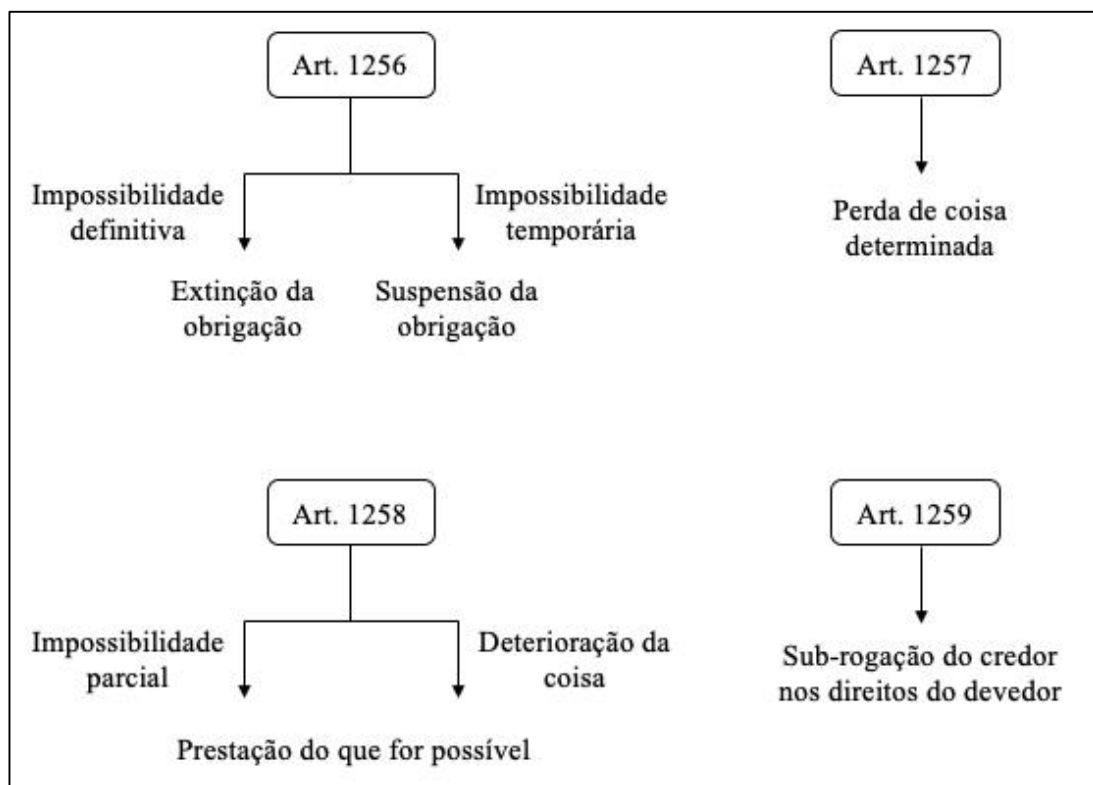 Art. 1256
Impossibilidade
definitiva
Impossibilidade
temporária
Extinção da
obrigação
Suspensão da
obrigação
Art. 1257
Perda de coisa
determinada
Art. 1258
Impossibilidade
parcial
Deterioração da
coisa
Prestação do que for possível
Art. 1259
Sub-rogação do credor
nos direitos do devedor